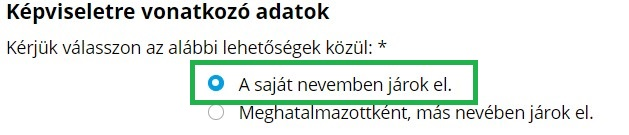 Képviseletre vonatkozó adatok
Kérjük válasszon az alábbi lehetőségek közül: *
A saját nevemben járok el.
Meghatalmazottként, más nevében járok el.